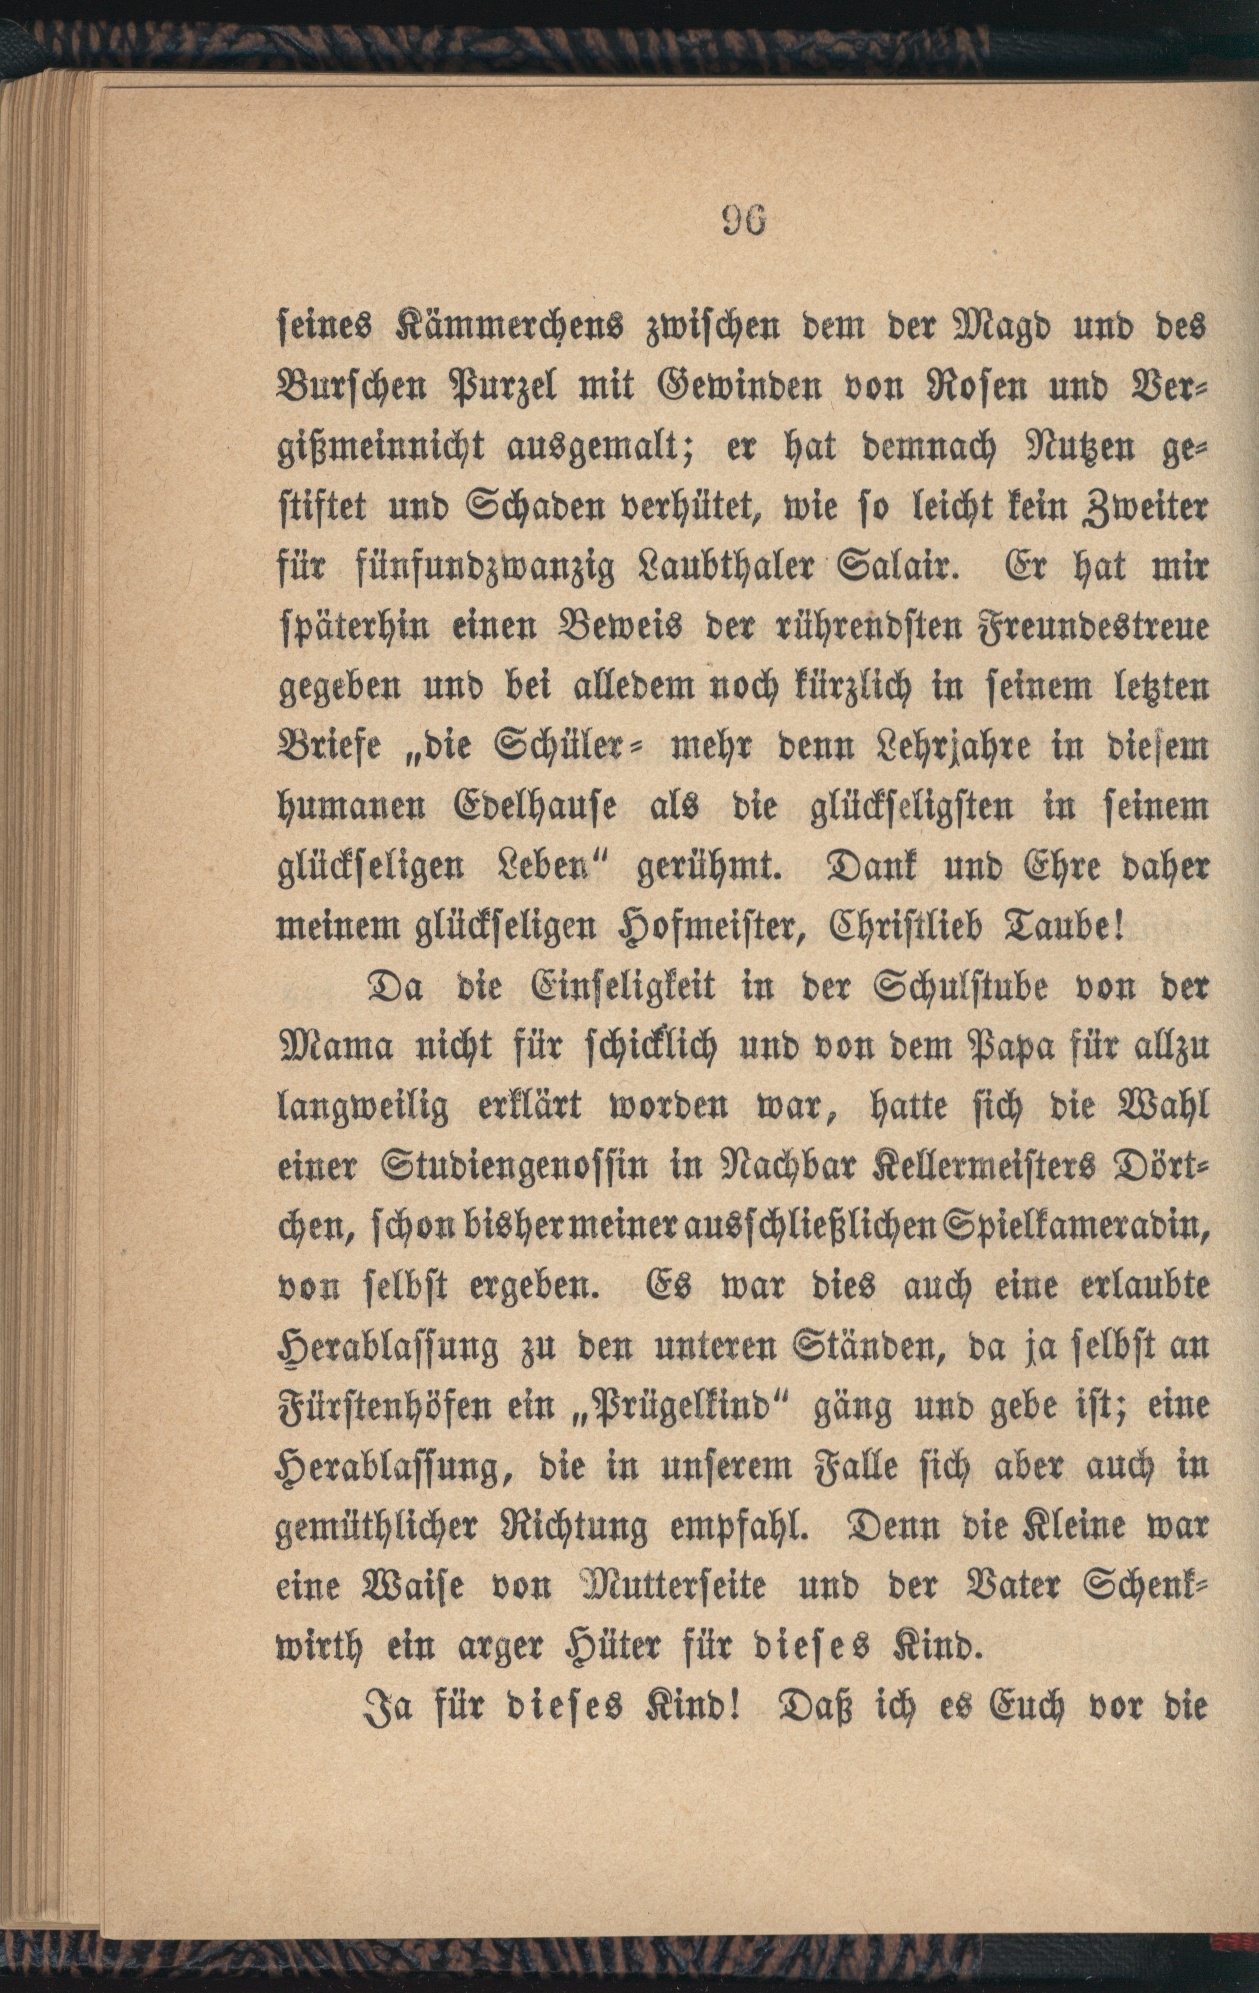 96
seines Kämmerchens zwischen dem der Magd und des
Burschen Purzel mit Gewinden von Rosen und Ver-
gißmeinnicht ausgemalt; er hat demnach Nutzen ge-
stiftet und Schaden verhütet, wie so leicht kein Zweiter
für fünfundzwanzig Laubthaler Salair. Er hat mir
späterhin einen Beweis der rührendsten Freundestreue
gegeben und bei alledem noch kürzlich in seinem letzten
Briefe „die Schüler- mehr denn Lehrjahre in diesem
humanen Edelhause als die glückseligsten in seinem
glückseligen Leben“ gerühmt. Dank und Ehre daher
meinem glückseligen Hofmeister, Christlieb Taube!
Da die Einseligkeit in der Schulstube von der
Mama nicht für schicklich und von dem Papa für allzu
langweilig erklärt worden war, hatte sich die Wahl
einer Studiengenossin in Nachbar Kellermeisters Dört-
chen, schon bisher meiner ausschließlichen Spielkameradin,
von selbst ergeben. Es war dies auch eine erlaubte
Herablassung zu den unteren Ständen, da ja selbst an
Fürstenhöfen ein „Prügelkind“ gäng und gebe ist; eine
Herablassung, die in unserem Falle sich aber auch in
gemüthlicher Richtung empfahl. Denn die Kleine war
eine Waise von Mutterseite und der Vater Schenk-
wirth ein arger Hüter für dieses Kind.
Ja für dieses Kind! Daß ich es Euch vor die